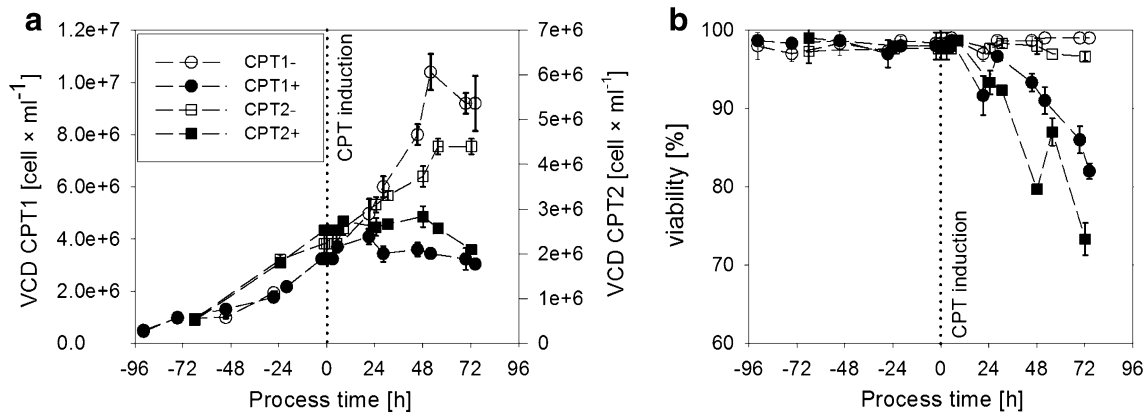 a
1.2e+7
1.0e+7
8.0e+6
6.0e+6
4.0e+6
2.0e+6
0.0
VCD CPT1 [cell × ml⁻¹]
CPT1-
CPT1+
CPT2-
CPT2+
CPT induction
7e+6
6e+6
5e+6
4e+6
3e+6
2e+6
1e+6
0
VCD CPT2 [cell × ml⁻¹]
-96 -72 -48 -24 0 24 48 72 96
Process time [h]
b
100
90
80
70
60
viability [%]
CPT induction
-96 -72 -48 -24 0 24 48 72 96
Process time [h]